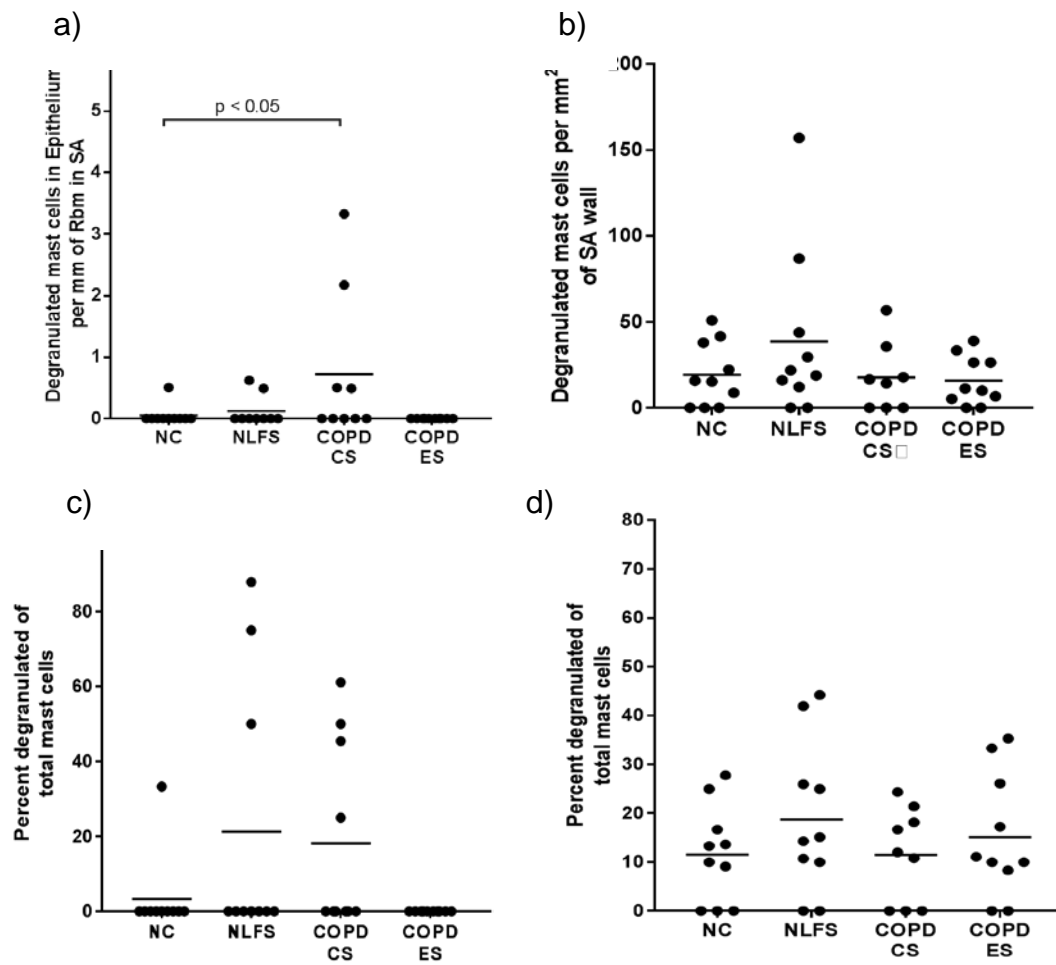 a)
Degranulated mast cells in Epithelium
per mm of Rbm in SA
5
4
3
2
1
0
p < 0.05
NC
NLFS
COPD
CS
COPD
ES
b)
Degranulated mast cells per mm²
of SA wall
150
100
50
0
NC
NLFS
COPD
CS□
COPD
ES
c)
Percent degranulated of
total mast cells
80
60
40
20
0
NC
NLFS
COPD
CS
COPD
ES
d)
Percent degranulated of
total mast cells
80
70
60
50
40
30
20
10
0
NC
NLFS
COPD
CS
COPD
ES